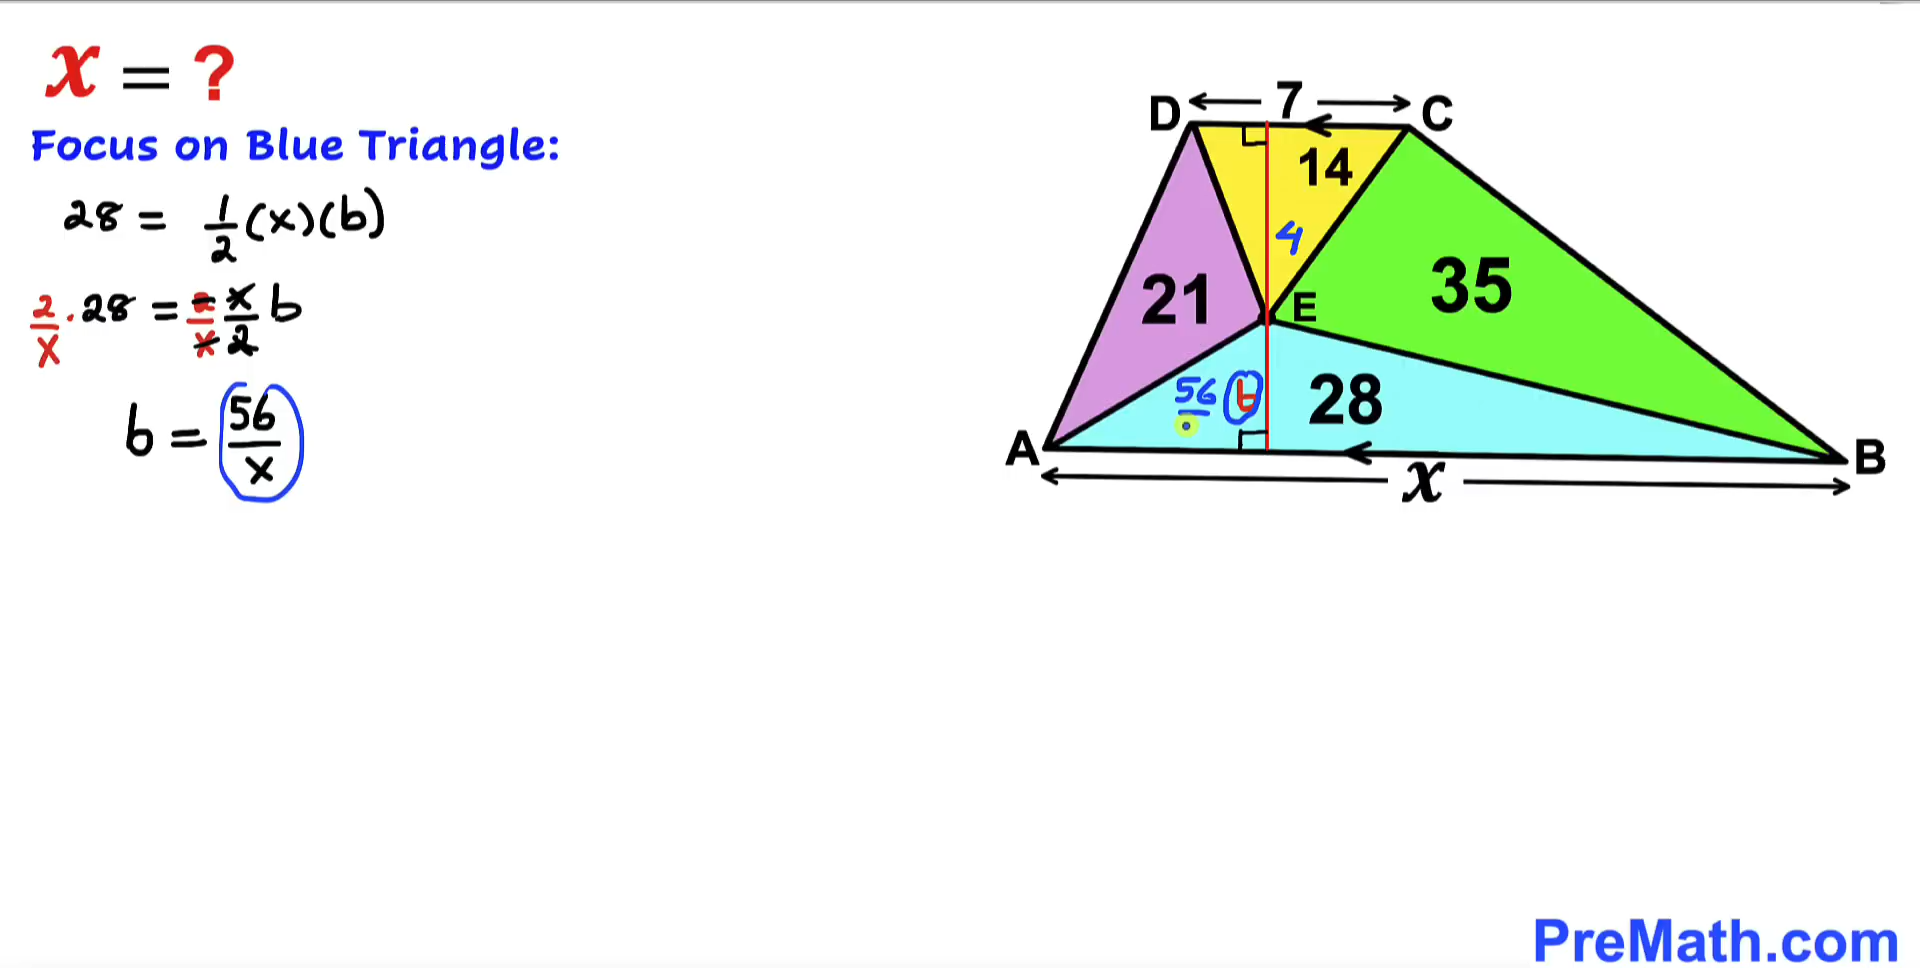 x = ?
Focus on Blue Triangle:
28 = 1/2 (x)(b)
2/x · 28 = 2/x x/2 b
b = 56/x
D 7 C
14
4
21
E
35
56 b
28
A
B
x
PreMath.com